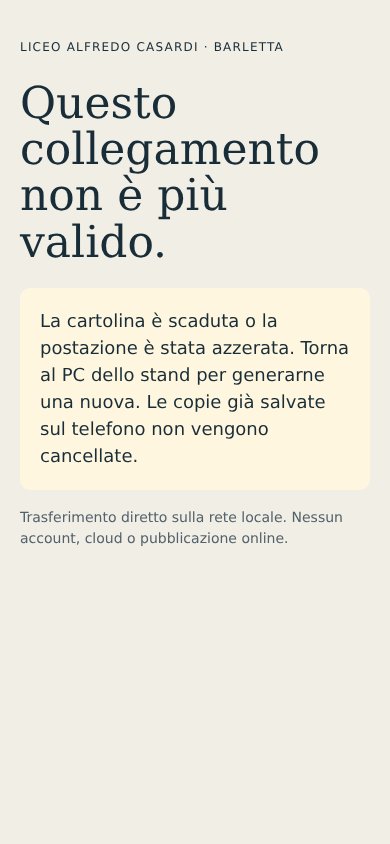 LICEO ALFREDO CASARDI · BARLETTA
Questo
collegamento
non è più
valido.
La cartolina è scaduta o la
postazione è stata azzerata. Torna
al PC dello stand per generarne
una nuova. Le copie già salvate
sul telefono non vengono
cancellate.
Trasferimento diretto sulla rete locale. Nessun
account, cloud o pubblicazione online.